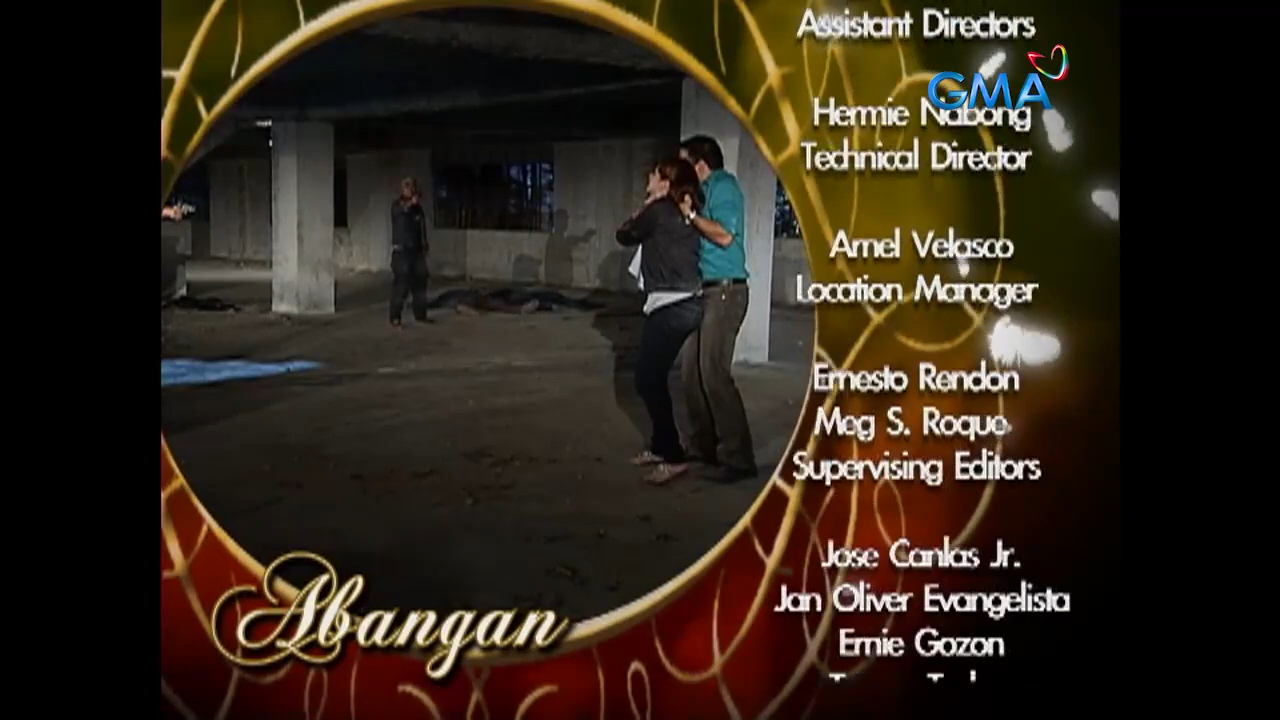 Assistant Directors
GMA
Hermie Nabong
Technical Director
Arnel Velasco
Location Manager
Ernesto Rendon
Meg S. Roque
Supervising Editors
Jose Canlas Jr.
Jan Oliver Evangelista
Ernie Gozon
Abangan